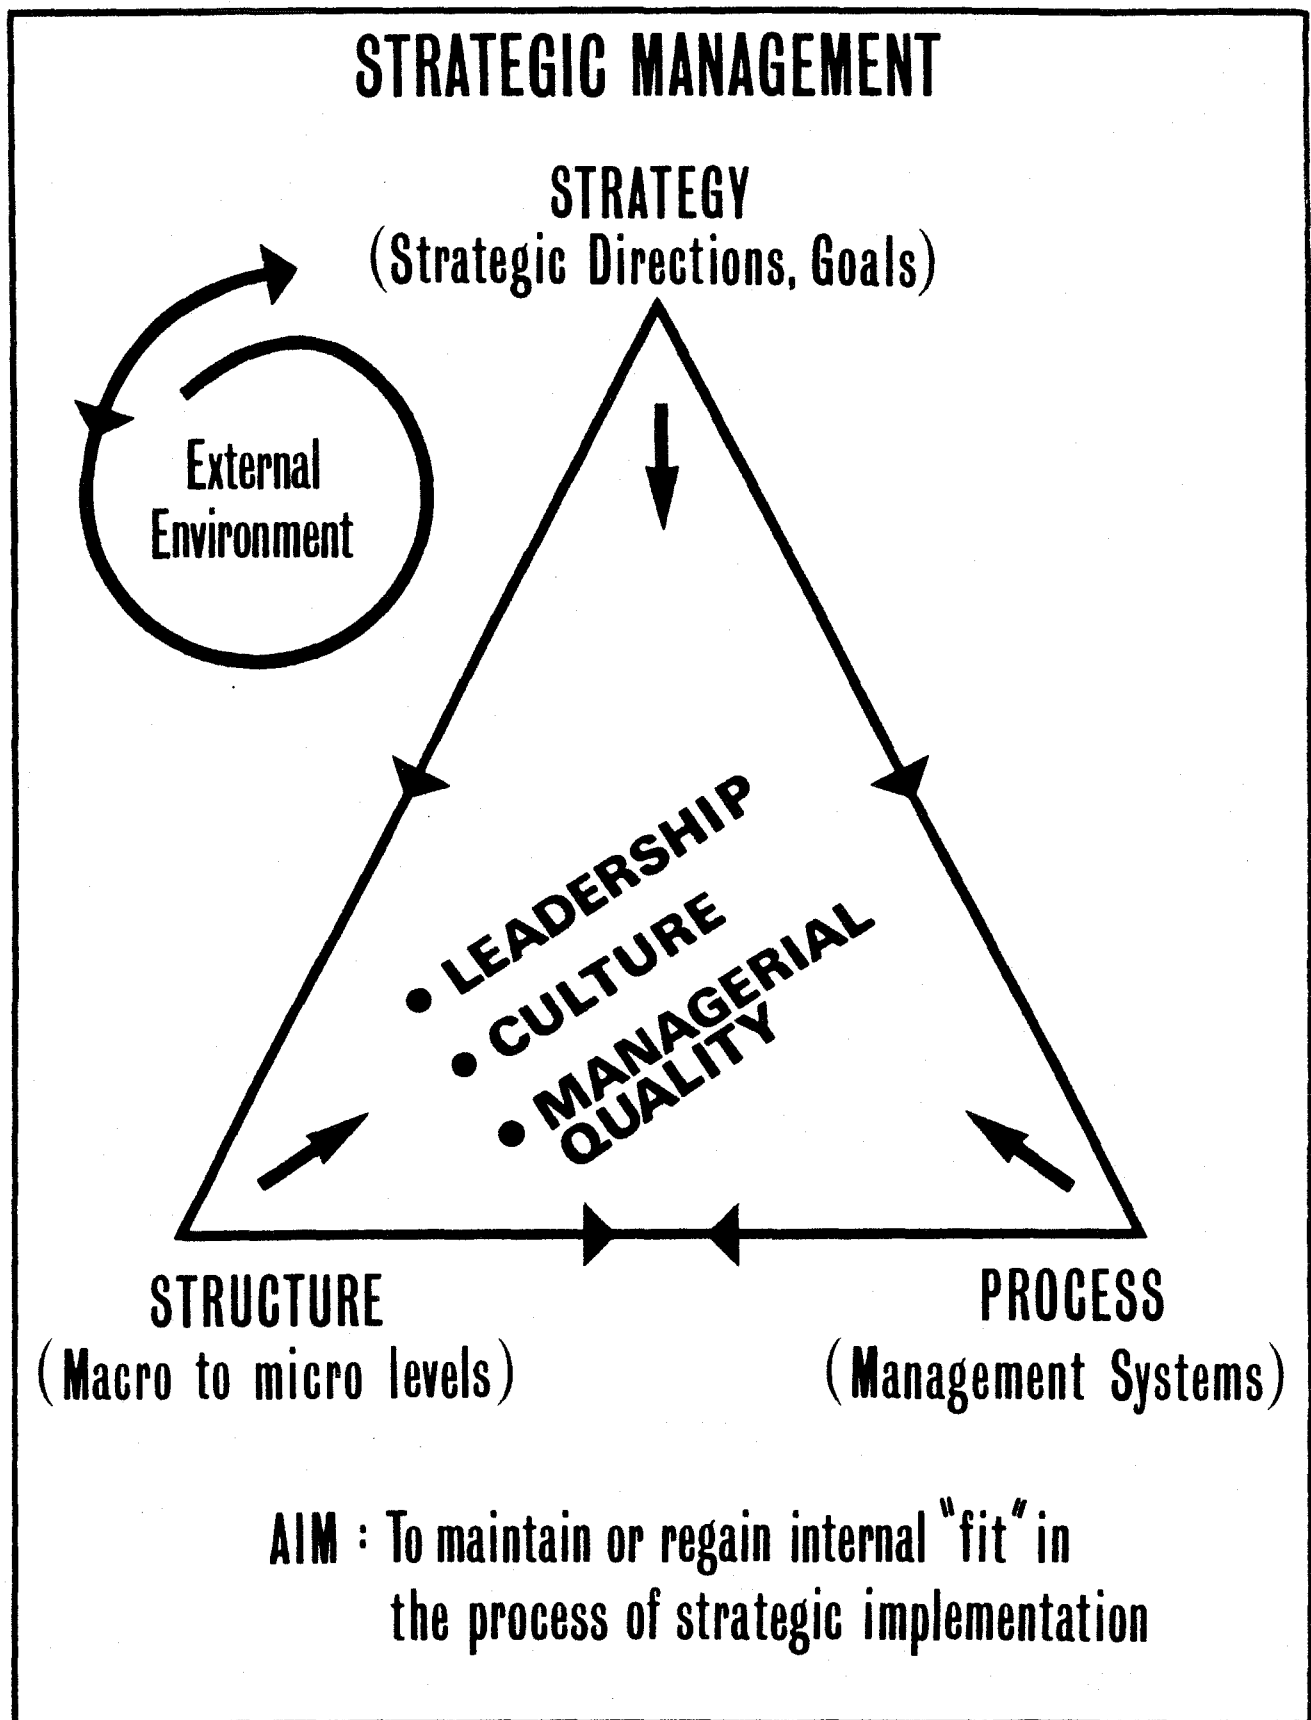 STRATEGIC MANAGEMENT
STRATEGY
(Strategic Directions, Goals)
External
Environment
• LEADERSHIP
• CULTURE
• MANAGERIAL
QUALITY
STRUCTURE
(Macro to micro levels)
PROCESS
(Management Systems)
AIM : To maintain or regain internal "fit" in
the process of strategic implementation